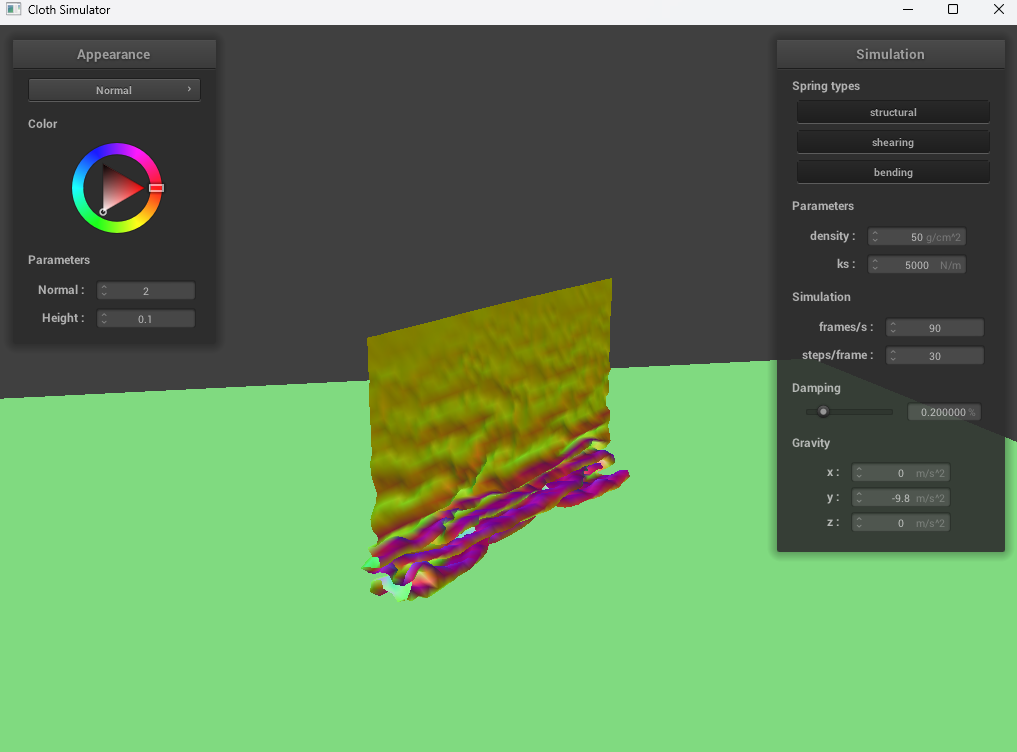 Cloth Simulator
Appearance
Normal
Color
Parameters
Normal : 2
Height : 0.1
Simulation
Spring types
structural
shearing
bending
Parameters
density : 50 g/cm^2
ks : 5000 N/m
Simulation
frames/s : 90
steps/frame : 30
Damping
0.200000 %
Gravity
x : 0 m/s^2
y : -9.8 m/s^2
z : 0 m/s^2